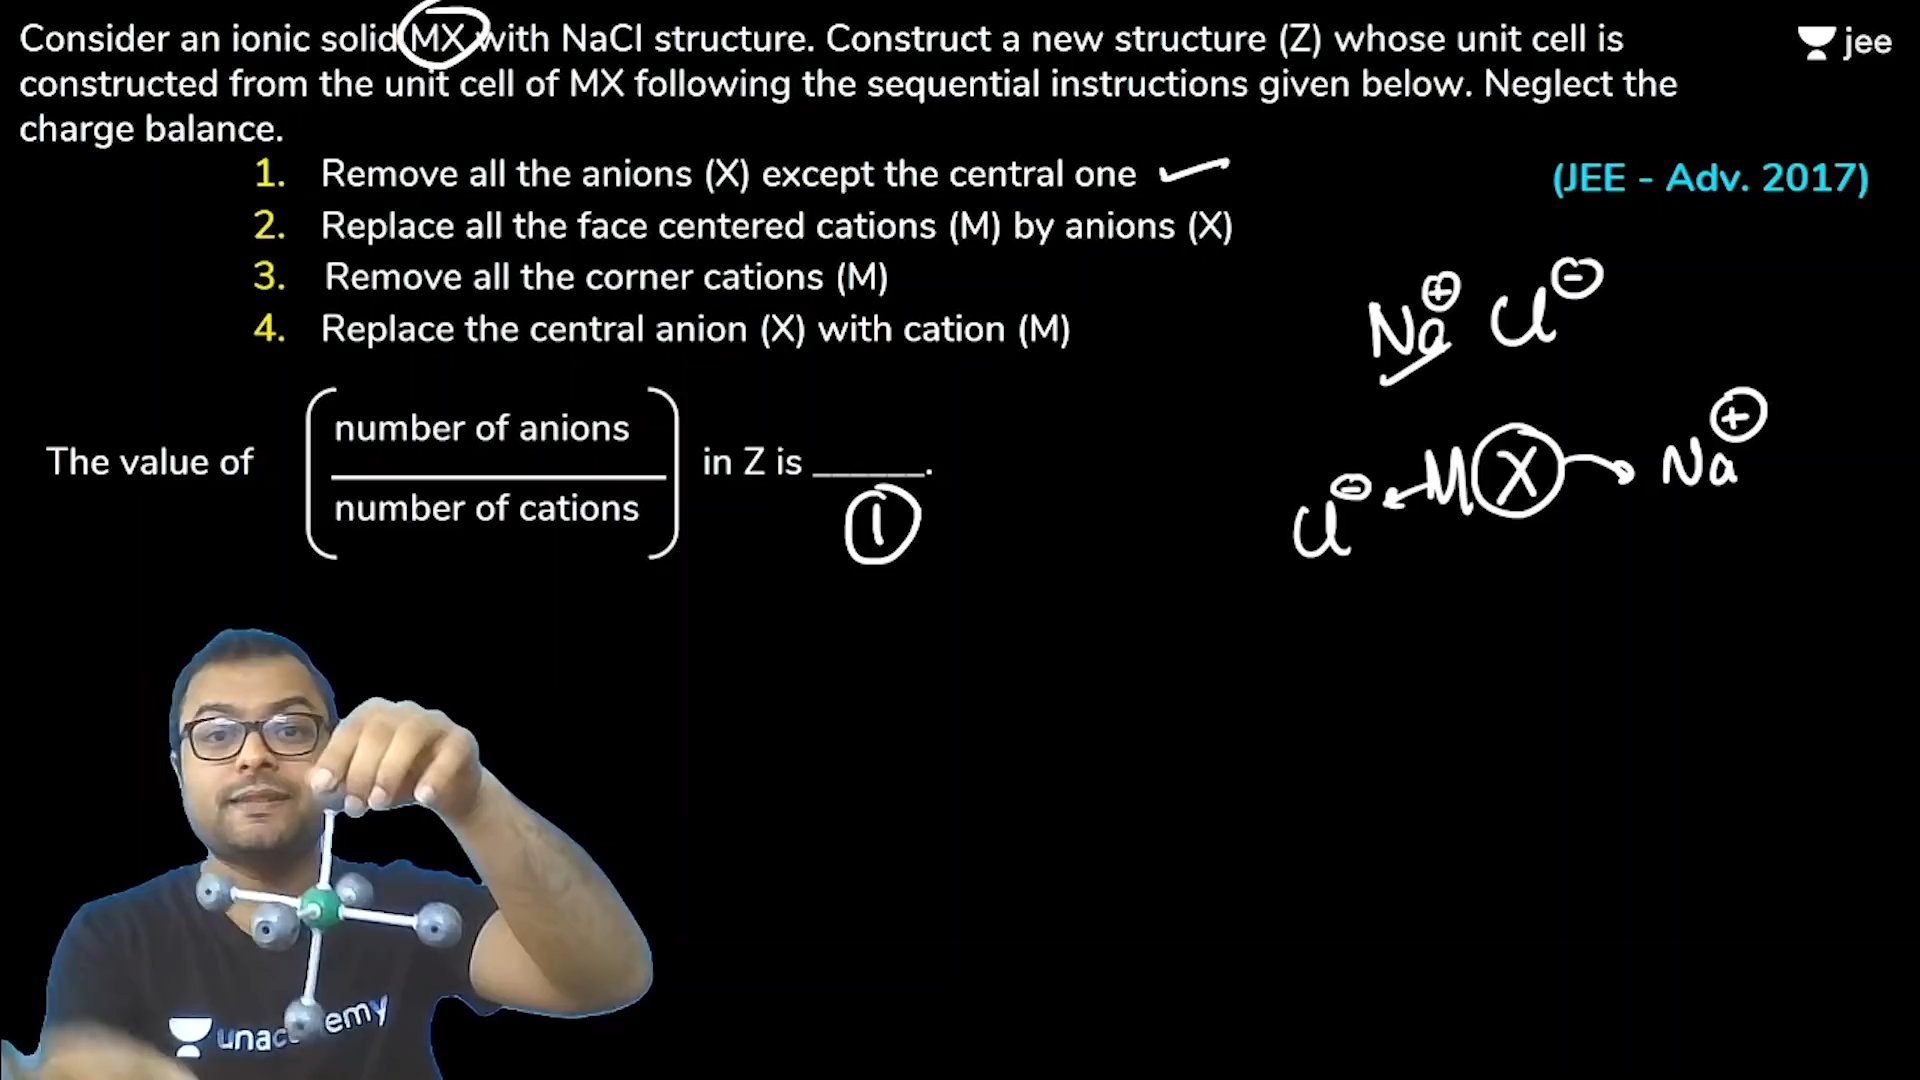 Consider an ionic solid MX with NaCl structure. Construct a new structure (Z) whose unit cell is
constructed from the unit cell of MX following the sequential instructions given below. Neglect the
charge balance.
jee
1. Remove all the anions (X) except the central one
(JEE - Adv. 2017)
2. Replace all the face centered cations (M) by anions (X)
3. Remove all the corner cations (M)
4. Replace the central anion (X) with cation (M)
Na⊕ Cl⊖
The value of (number of anions
number of cations) in Z is ______.
1
Cl⊖ ← M X → Na⊕
unac emy